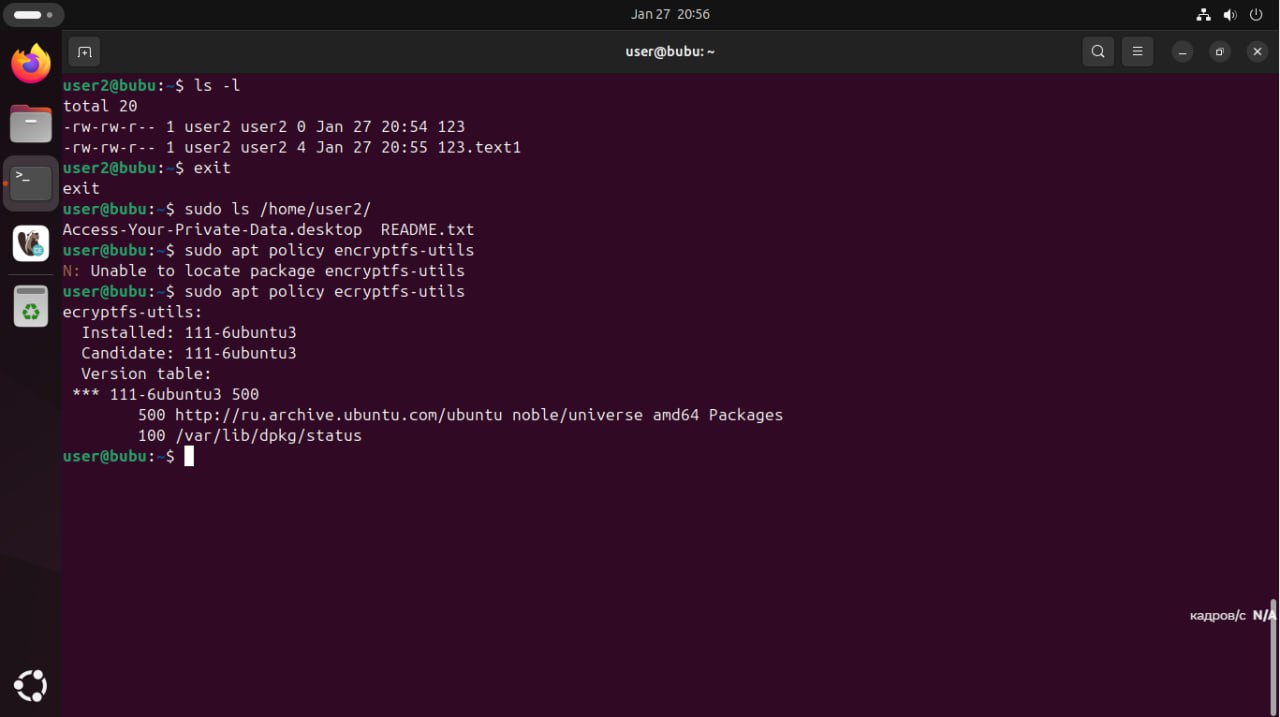 Jan 27 20:56
user@bubu: ~
user2@bubu:~$ ls -l
total 20
-rw-rw-r-- 1 user2 user2 0 Jan 27 20:54 123
-rw-rw-r-- 1 user2 user2 4 Jan 27 20:55 123.text1
user2@bubu:~$ exit
exit
user@bubu:~$ sudo ls /home/user2/
Access-Your-Private-Data.desktop  README.txt
user@bubu:~$ sudo apt policy encryptfs-utils
N: Unable to locate package encryptfs-utils
user@bubu:~$ sudo apt policy ecryptfs-utils
ecryptfs-utils:
  Installed: 111-6ubuntu3
  Candidate: 111-6ubuntu3
  Version table:
 *** 111-6ubuntu3 500
        500 http://ru.archive.ubuntu.com/ubuntu noble/universe amd64 Packages
        100 /var/lib/dpkg/status
user@bubu:~$
кадров/с N/A